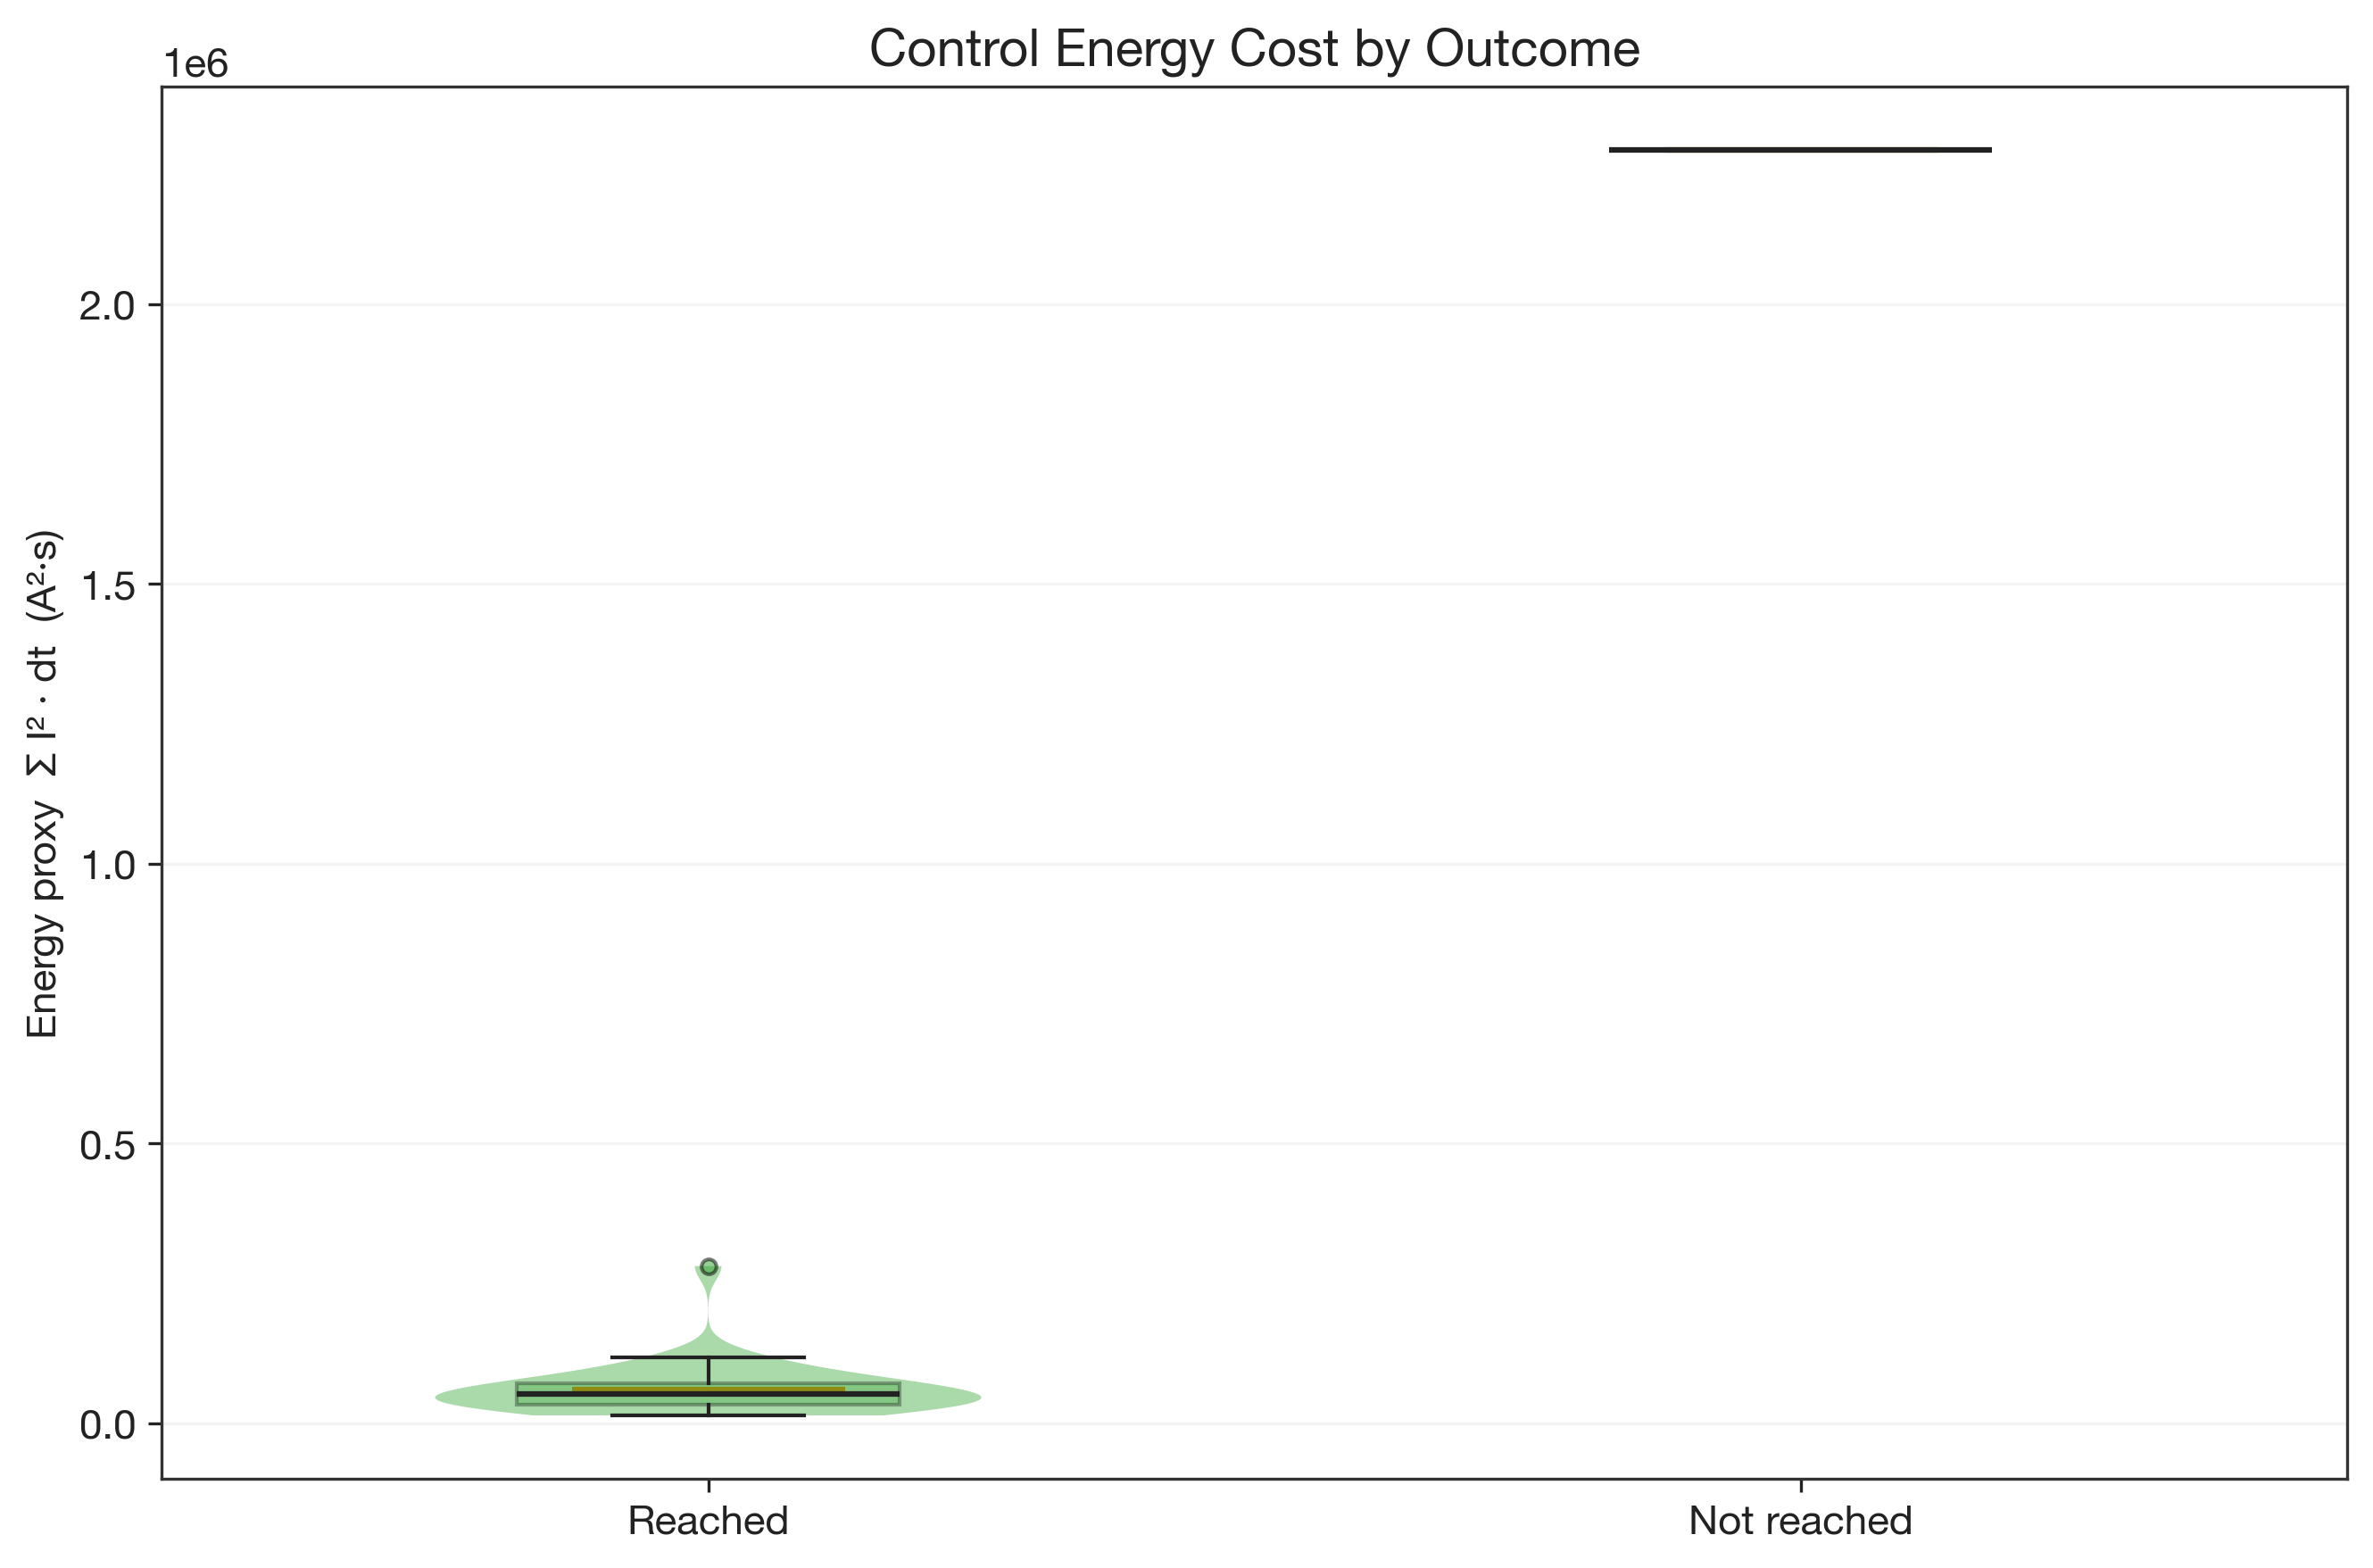 Control Energy Cost by Outcome
1e6
2.0
1.5
1.0
0.5
0.0
Energy proxy  Σ I² · dt  (A²·s)
Reached
Not reached